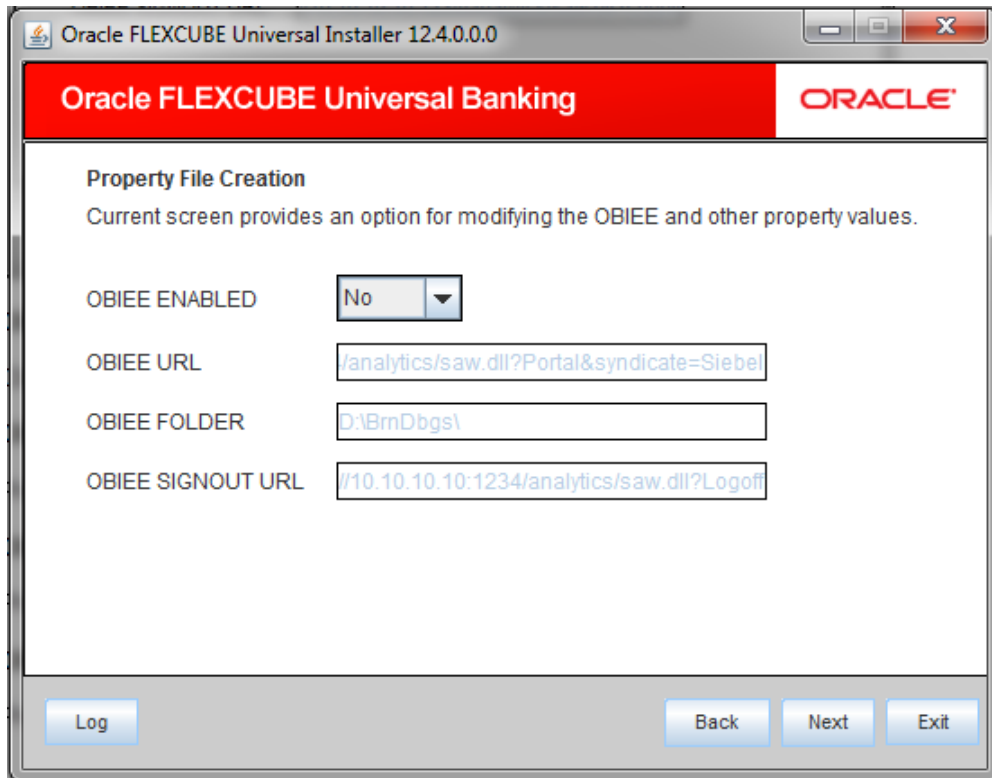 Oracle FLEXCUBE Universal Installer 12.4.0.0.0
Oracle FLEXCUBE Universal Banking
ORACLE
Property File Creation
Current screen provides an option for modifying the OBIEE and other property values.
OBIEE ENABLED No
OBIEE URL /analytics/saw.dll?Portal&syndicate=Siebel
OBIEE FOLDER D:\BrnDbgs\
OBIEE SIGNOUT URL //10.10.10.10:1234/analytics/saw.dll?Logoff
Log Back Next Exit